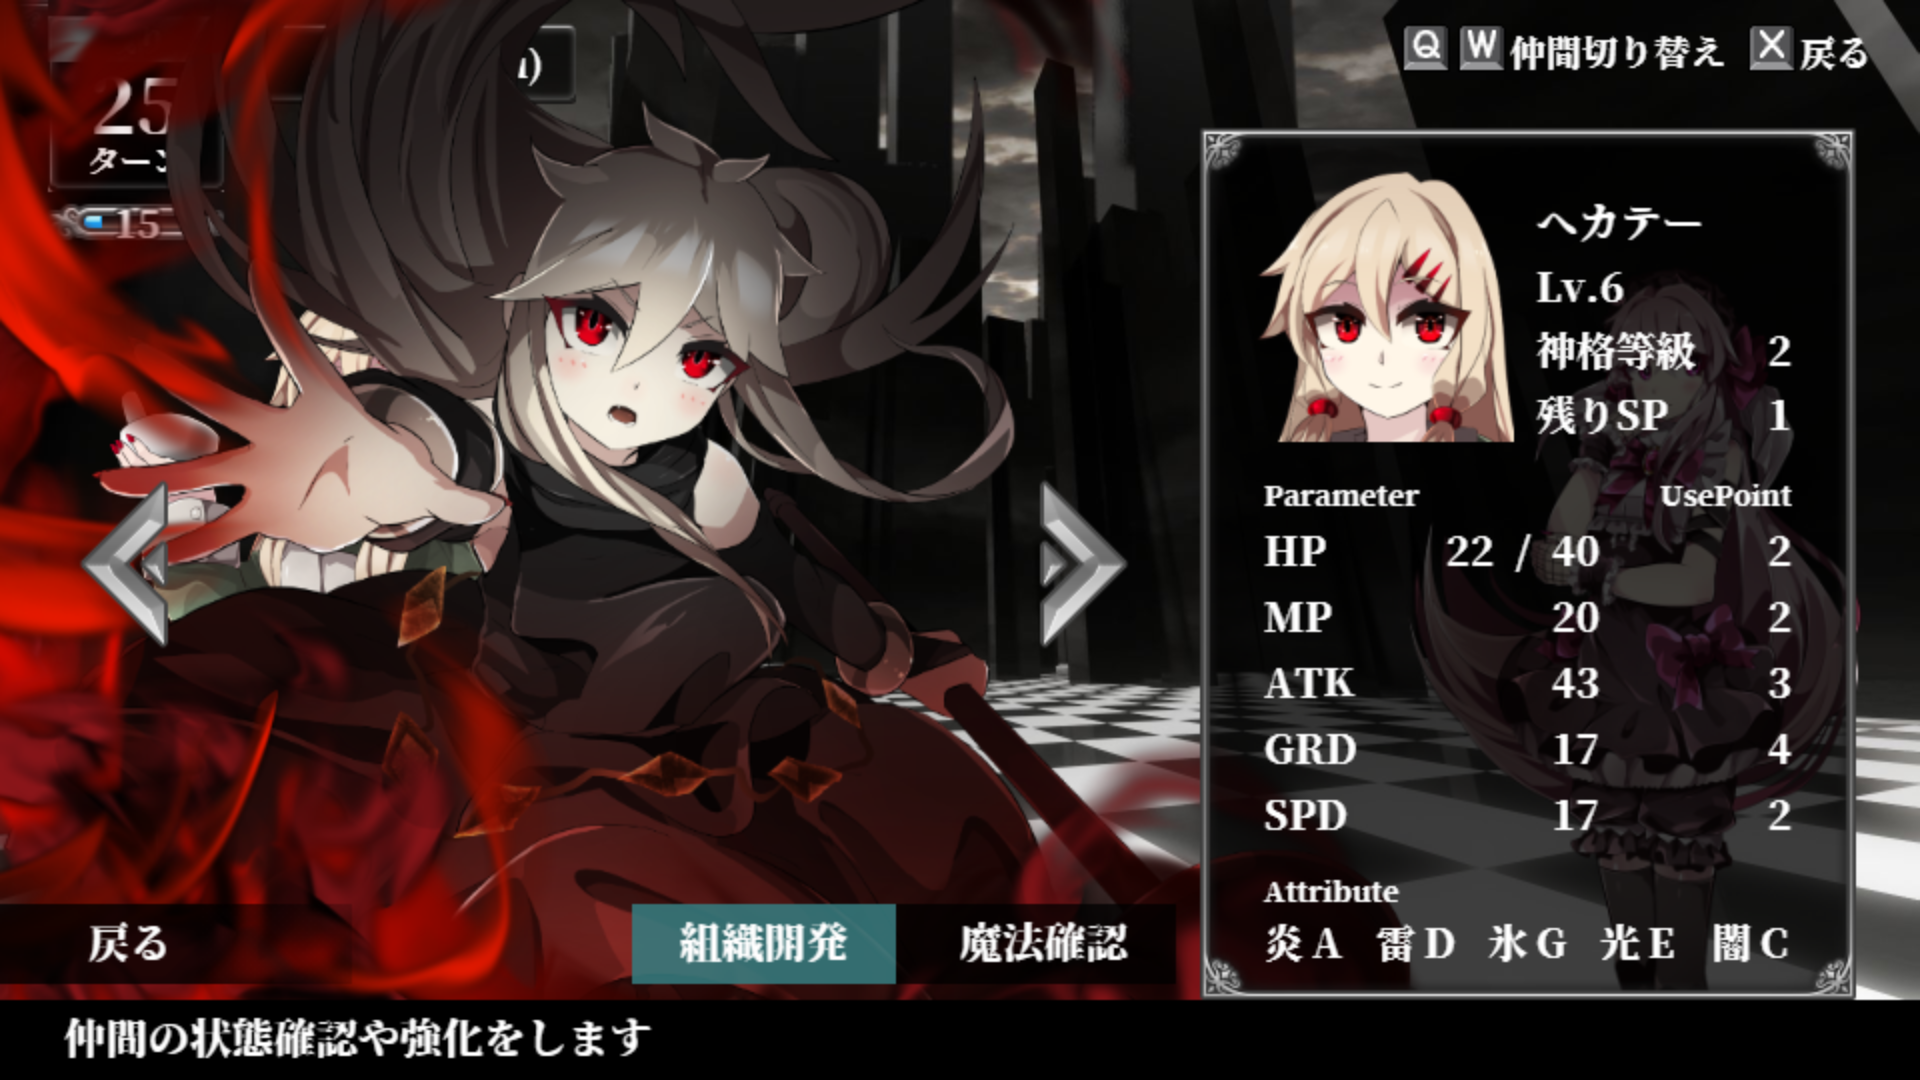 25
15
Q W 仲間切り替え X 戻る
ヘカテー
Lv.6
神格等級 2
残りSP 1
Parameter UsePoint
HP 22 / 40 2
MP 20 2
ATK 43 3
GRD 17 4
SPD 17 2
Attribute
炎A 雷D 氷G 光E 闇C
戻る 組織開発 魔法確認
仲間の状態確認や強化をします